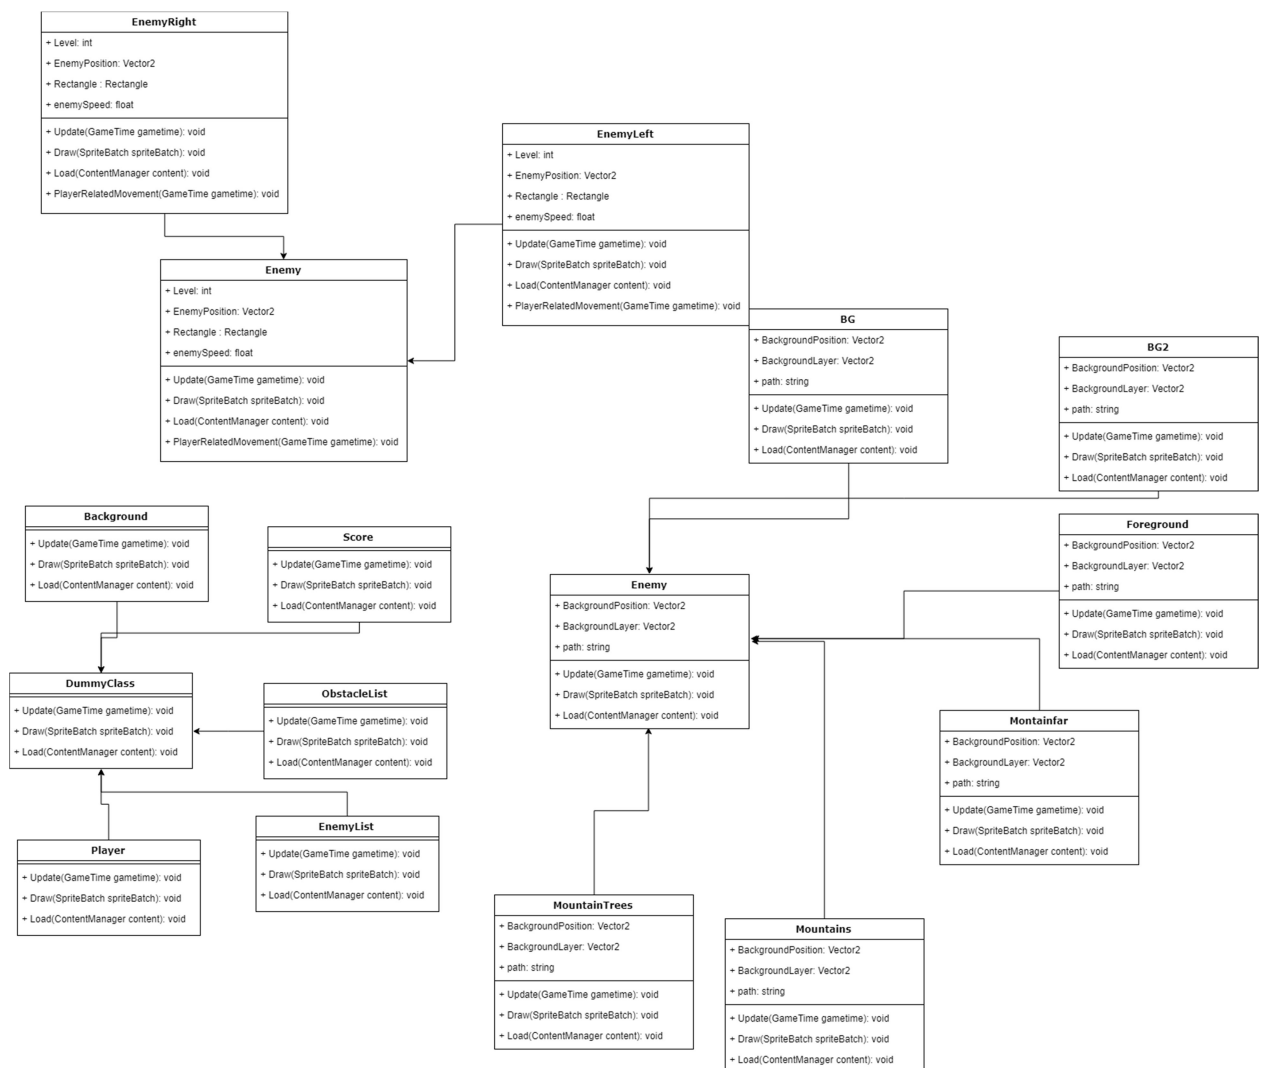 EnemyRight
+ Level: int
+ EnemyPosition: Vector2
+ Rectangle : Rectangle
+ enemySpeed: float
+ Update(GameTime gametime): void
+ Draw(SpriteBatch spriteBatch): void
+ Load(ContentManager content): void
+ PlayerRelatedMovement(GameTime gametime): void
EnemyLeft
+ Level: int
+ EnemyPosition: Vector2
+ Rectangle : Rectangle
+ enemySpeed: float
+ Update(GameTime gametime): void
+ Draw(SpriteBatch spriteBatch): void
+ Load(ContentManager content): void
+ PlayerRelatedMovement(GameTime gametime): void
Enemy
+ Level: int
+ EnemyPosition: Vector2
+ Rectangle : Rectangle
+ enemySpeed: float
+ Update(GameTime gametime): void
+ Draw(SpriteBatch spriteBatch): void
+ Load(ContentManager content): void
+ PlayerRelatedMovement(GameTime gametime): void
BG
+ BackgroundPosition: Vector2
+ BackgroundLayer: Vector2
+ path: string
+ Update(GameTime gametime): void
+ Draw(SpriteBatch spriteBatch): void
+ Load(ContentManager content): void
BG2
+ BackgroundPosition: Vector2
+ BackgroundLayer: Vector2
+ path: string
+ Update(GameTime gametime): void
+ Draw(SpriteBatch spriteBatch): void
+ Load(ContentManager content): void
Background
+ Update(GameTime gametime): void
+ Draw(SpriteBatch spriteBatch): void
+ Load(ContentManager content): void
Score
+ Update(GameTime gametime): void
+ Draw(SpriteBatch spriteBatch): void
+ Load(ContentManager content): void
Foreground
+ BackgroundPosition: Vector2
+ BackgroundLayer: Vector2
+ path: string
+ Update(GameTime gametime): void
+ Draw(SpriteBatch spriteBatch): void
+ Load(ContentManager content): void
Enemy
+ BackgroundPosition: Vector2
+ BackgroundLayer: Vector2
+ path: string
+ Update(GameTime gametime): void
+ Draw(SpriteBatch spriteBatch): void
+ Load(ContentManager content): void
DummyClass
+ Update(GameTime gametime): void
+ Draw(SpriteBatch spriteBatch): void
+ Load(ContentManager content): void
ObstacleList
+ Update(GameTime gametime): void
+ Draw(SpriteBatch spriteBatch): void
+ Load(ContentManager content): void
Montainfar
+ BackgroundPosition: Vector2
+ BackgroundLayer: Vector2
+ path: string
+ Update(GameTime gametime): void
+ Draw(SpriteBatch spriteBatch): void
+ Load(ContentManager content): void
EnemyList
+ Update(GameTime gametime): void
+ Draw(SpriteBatch spriteBatch): void
+ Load(ContentManager content): void
Player
+ Update(GameTime gametime): void
+ Draw(SpriteBatch spriteBatch): void
+ Load(ContentManager content): void
MountainTrees
+ BackgroundPosition: Vector2
+ BackgroundLayer: Vector2
+ path: string
+ Update(GameTime gametime): void
+ Draw(SpriteBatch spriteBatch): void
+ Load(ContentManager content): void
Mountains
+ BackgroundPosition: Vector2
+ BackgroundLayer: Vector2
+ path: string
+ Update(GameTime gametime): void
+ Draw(SpriteBatch spriteBatch): void
+ Load(ContentManager content): void